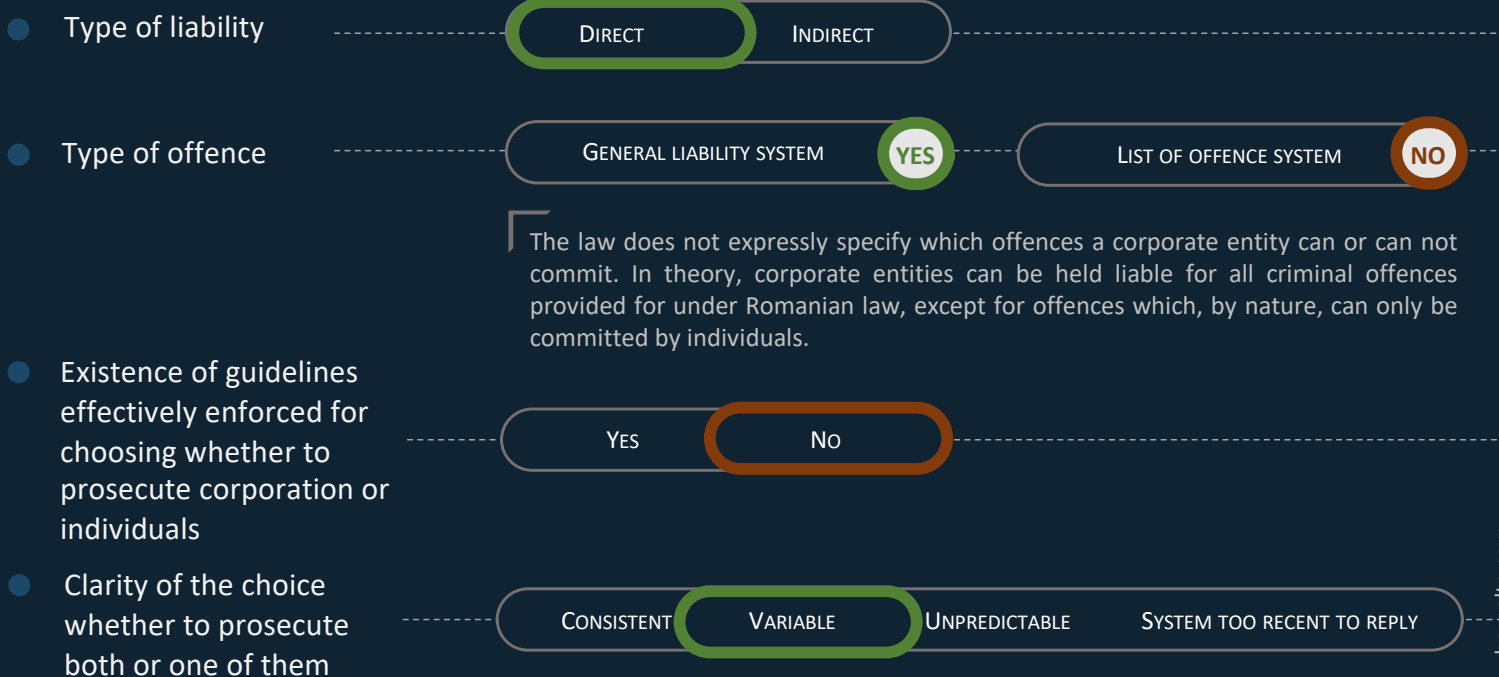 Type of liability
DIRECT INDIRECT
Type of offence
GENERAL LIABILITY SYSTEM YES LIST OF OFFENCE SYSTEM NO
The law does not expressly specify which offences a corporate entity can or can not
commit. In theory, corporate entities can be held liable for all criminal offences
provided for under Romanian law, except for offences which, by nature, can only be
committed by individuals.
Existence of guidelines
effectively enforced for
choosing whether to
prosecute corporation or
individuals
YES NO
Clarity of the choice
whether to prosecute
both or one of them
CONSISTENT VARIABLE UNPREDICTABLE SYSTEM TOO RECENT TO REPLY